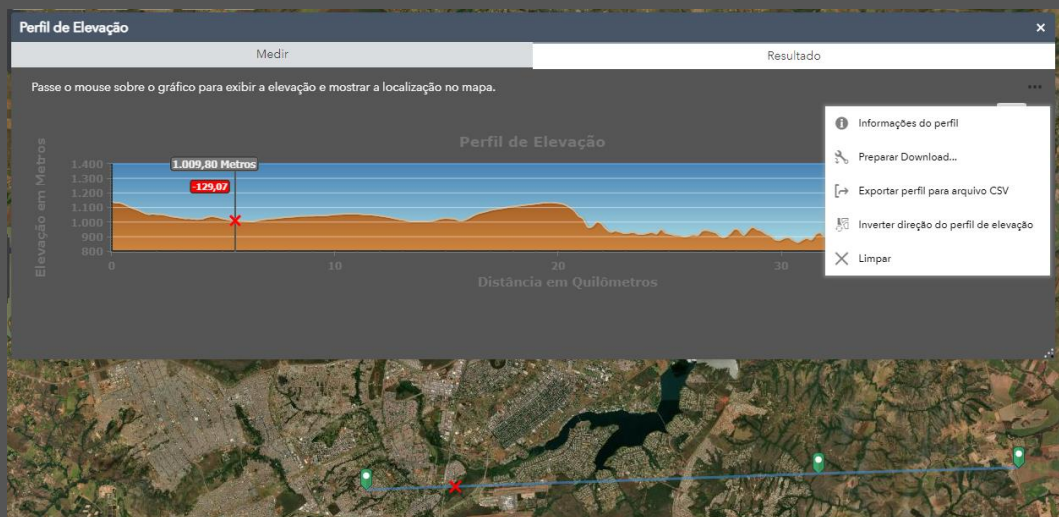 Perfil de Elevação
×
Medir
Resultado
Passe o mouse sobre o gráfico para exibir a elevação e mostrar a localização no mapa.
...
Perfil de Elevação
Elevação em Metros
1.400
1.300
1.200
1.100
1.000
900
800
1.009,80 Metros
-129,07
0
10
20
30
Distância em Quilômetros
Informações do perfil
Preparar Download...
Exportar perfil para arquivo CSV
Inverter direção do perfil de elevação
Limpar